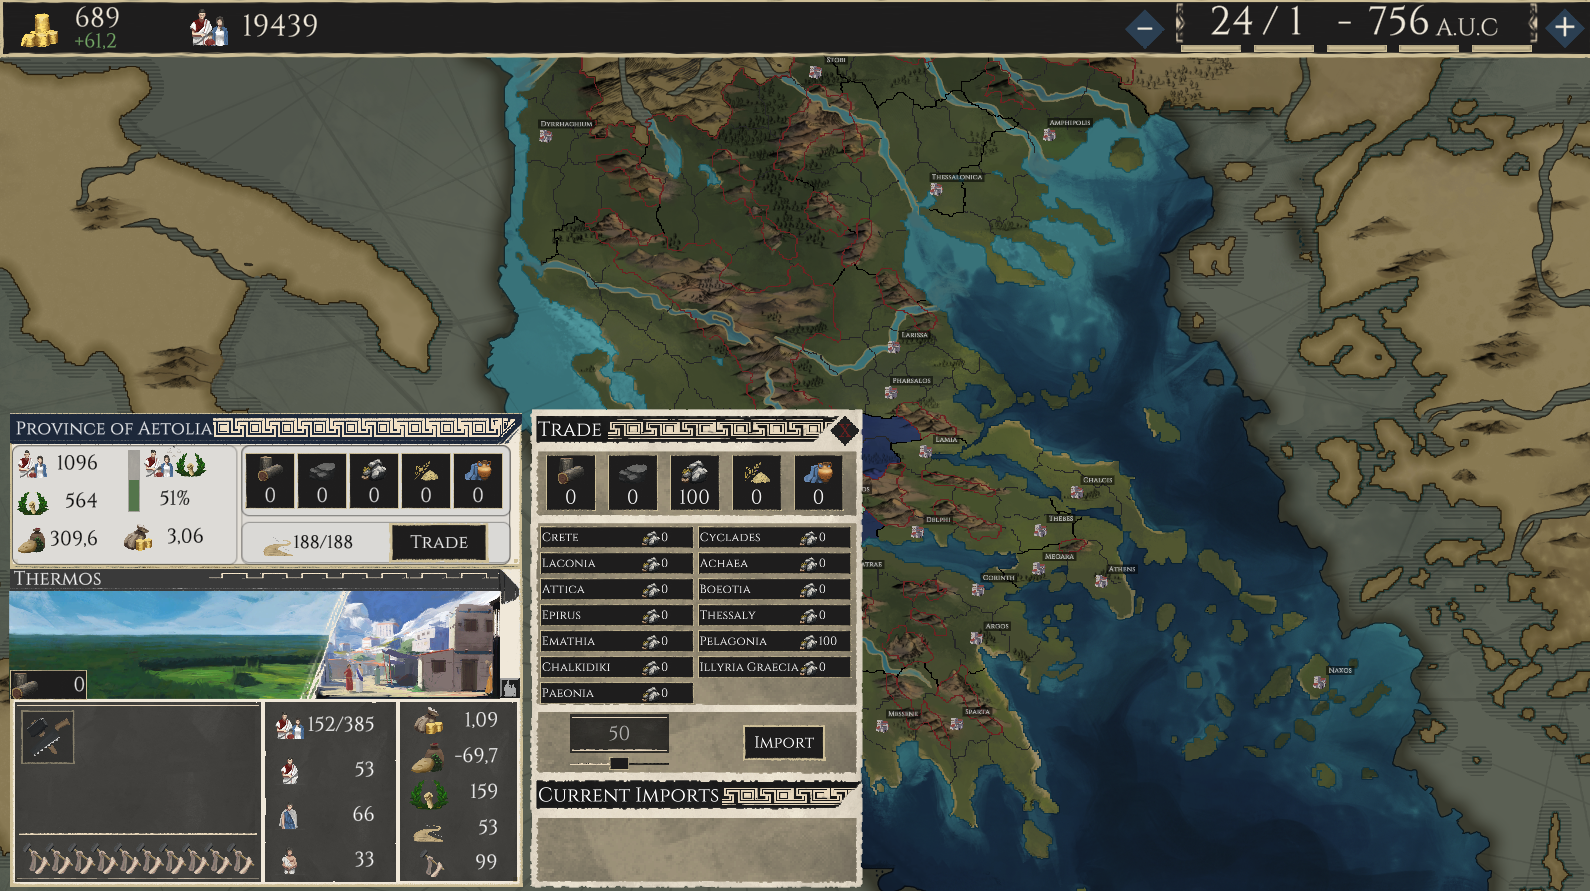 689
+61,2
19439
24 / 1 - 756 A.U.C
STOBI
DYRRHACHIUM
AMPHIPOLIS
THESSALONICA
LARISSA
PHARSALOS
LAMIA
CHALCIS
DELPHI
THEBES
MEGARA
ATHENS
CORINTH
ARGOS
NAXOS
MESSENE
SPARTA
PROVINCE OF AETOLIA
1096
51%
564
309,6
3,06
0 0 0 0 0
188/188
TRADE
THERMOS
0
152/385
53
66
33
1,09
-69,7
159
53
99
TRADE
0 0 100 0 0
CRETE 0
CYCLADES 0
LACONIA 0
ACHAEA 0
ATTICA 0
BOEOTIA 0
EPIRUS 0
THESSALY 0
EMATHIA 0
PELAGONIA 100
CHALKIDIKI 0
ILLYRIA GRAECIA 0
PAEONIA 0
50
IMPORT
CURRENT IMPORTS